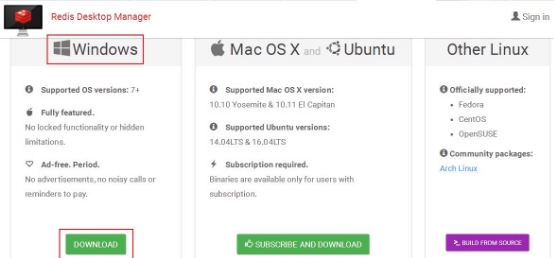 Redis Desktop Manager
Sign in
Windows
Supported OS versions: 7+
Fully featured.
No locked functionality or hidden
limitations.
Ad-free. Period.
No advertisements, no noisy calls or
reminders to pay.
DOWNLOAD
Mac OS X and Ubuntu
Supported Mac OS X version:
10.10 Yosemite & 10.11 El Capitan
Supported Ubuntu versions:
14.04LTS & 16.04LTS
Subscription required.
Binaries are available only for users with
subscription.
SUBSCRIBE AND DOWNLOAD
Other Linux
Officially supported:
Fedora
CentOS
OpenSUSE
Community packages:
Arch Linux
BUILD FROM SOURCE